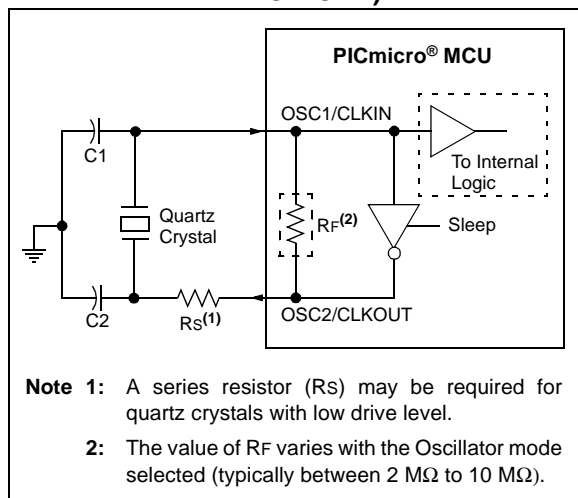 PICmicro® MCU
OSC1/CLKIN
C1
To Internal
Logic
Quartz
Crystal
RF(2)
Sleep
C2
RS(1)
OSC2/CLKOUT
Note 1: A series resistor (RS) may be required for
quartz crystals with low drive level.
2: The value of RF varies with the Oscillator mode
selected (typically between 2 MΩ to 10 MΩ).